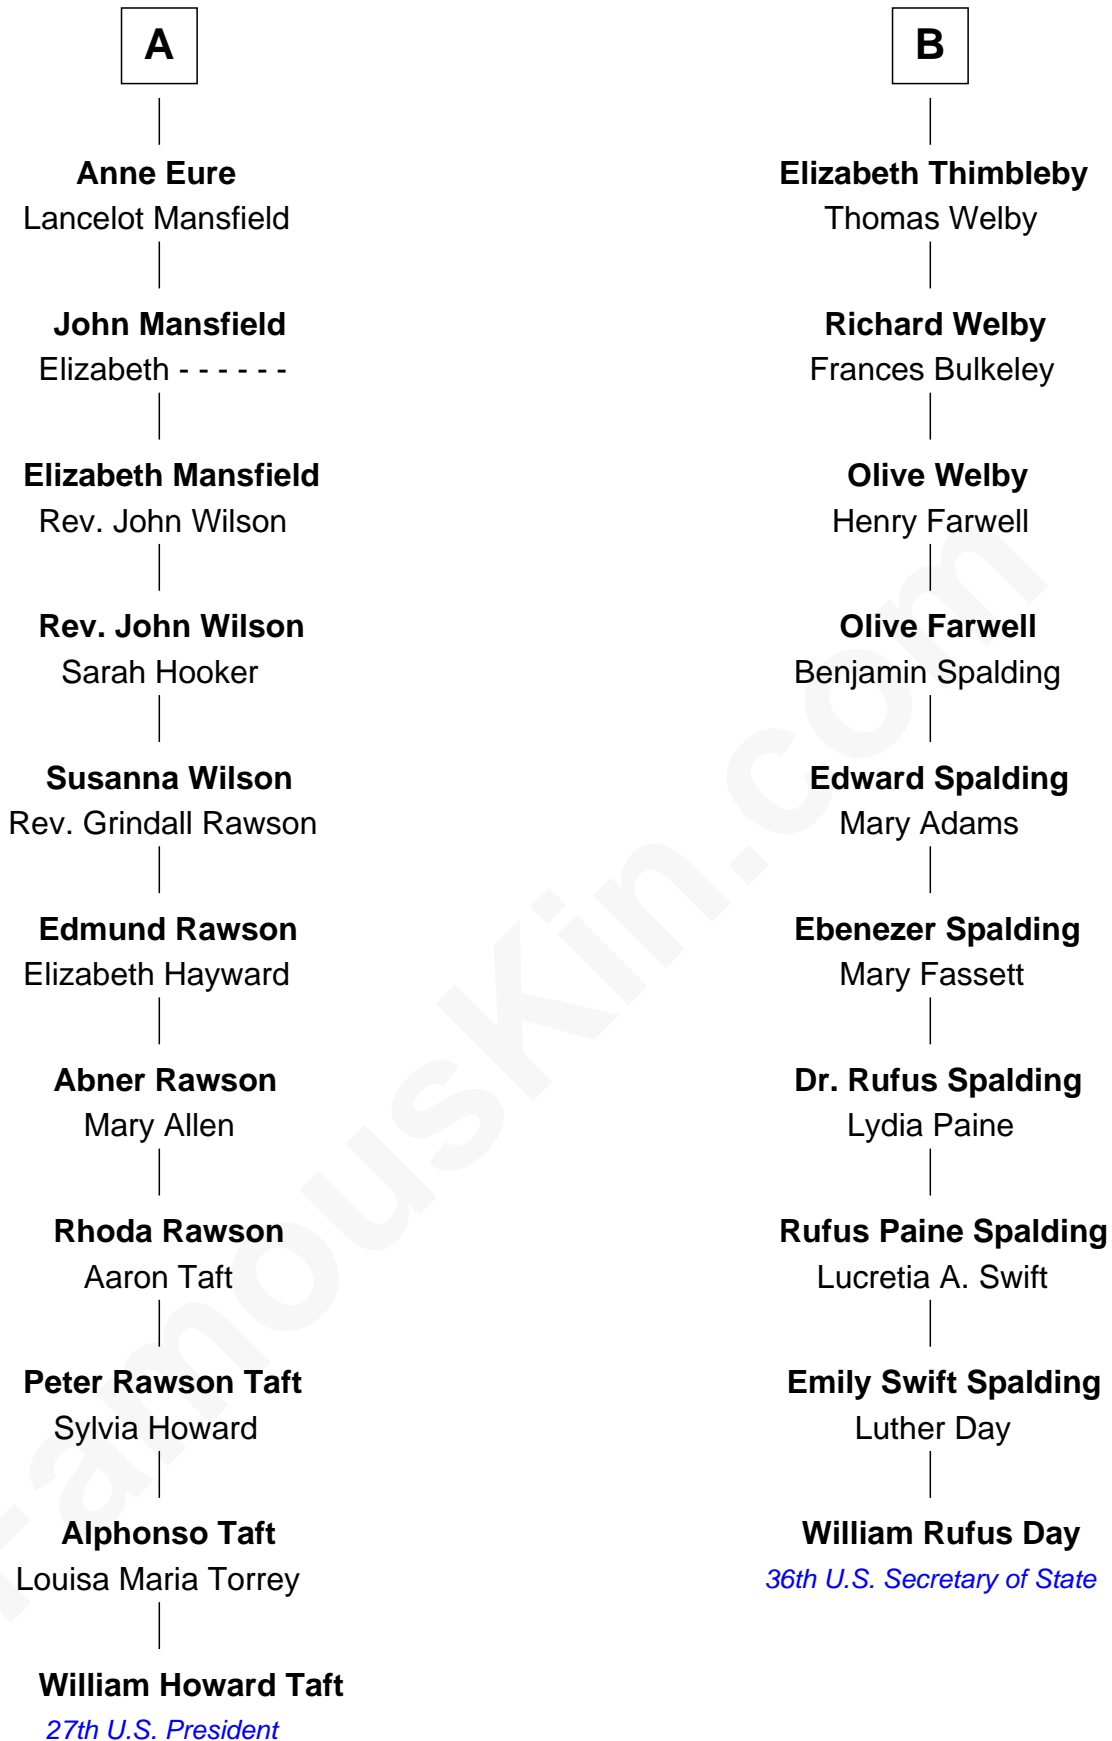 A
Anne Eure
Lancelot Mansfield
John Mansfield
Elizabeth - - - - - -
Elizabeth Mansfield
Rev. John Wilson
Rev. John Wilson
Sarah Hooker
Susanna Wilson
Rev. Grindall Rawson
Edmund Rawson
Elizabeth Hayward
Abner Rawson
Mary Allen
Rhoda Rawson
Aaron Taft
Peter Rawson Taft
Sylvia Howard
Alphonso Taft
Louisa Maria Torrey
William Howard Taft
27th U.S. President
B
Elizabeth Thimbleby
Thomas Welby
Richard Welby
Frances Bulkeley
Olive Welby
Henry Farwell
Olive Farwell
Benjamin Spalding
Edward Spalding
Mary Adams
Ebenezer Spalding
Mary Fassett
Dr. Rufus Spalding
Lydia Paine
Rufus Paine Spalding
Lucretia A. Swift
Emily Swift Spalding
Luther Day
William Rufus Day
36th U.S. Secretary of State
FamousKin.com